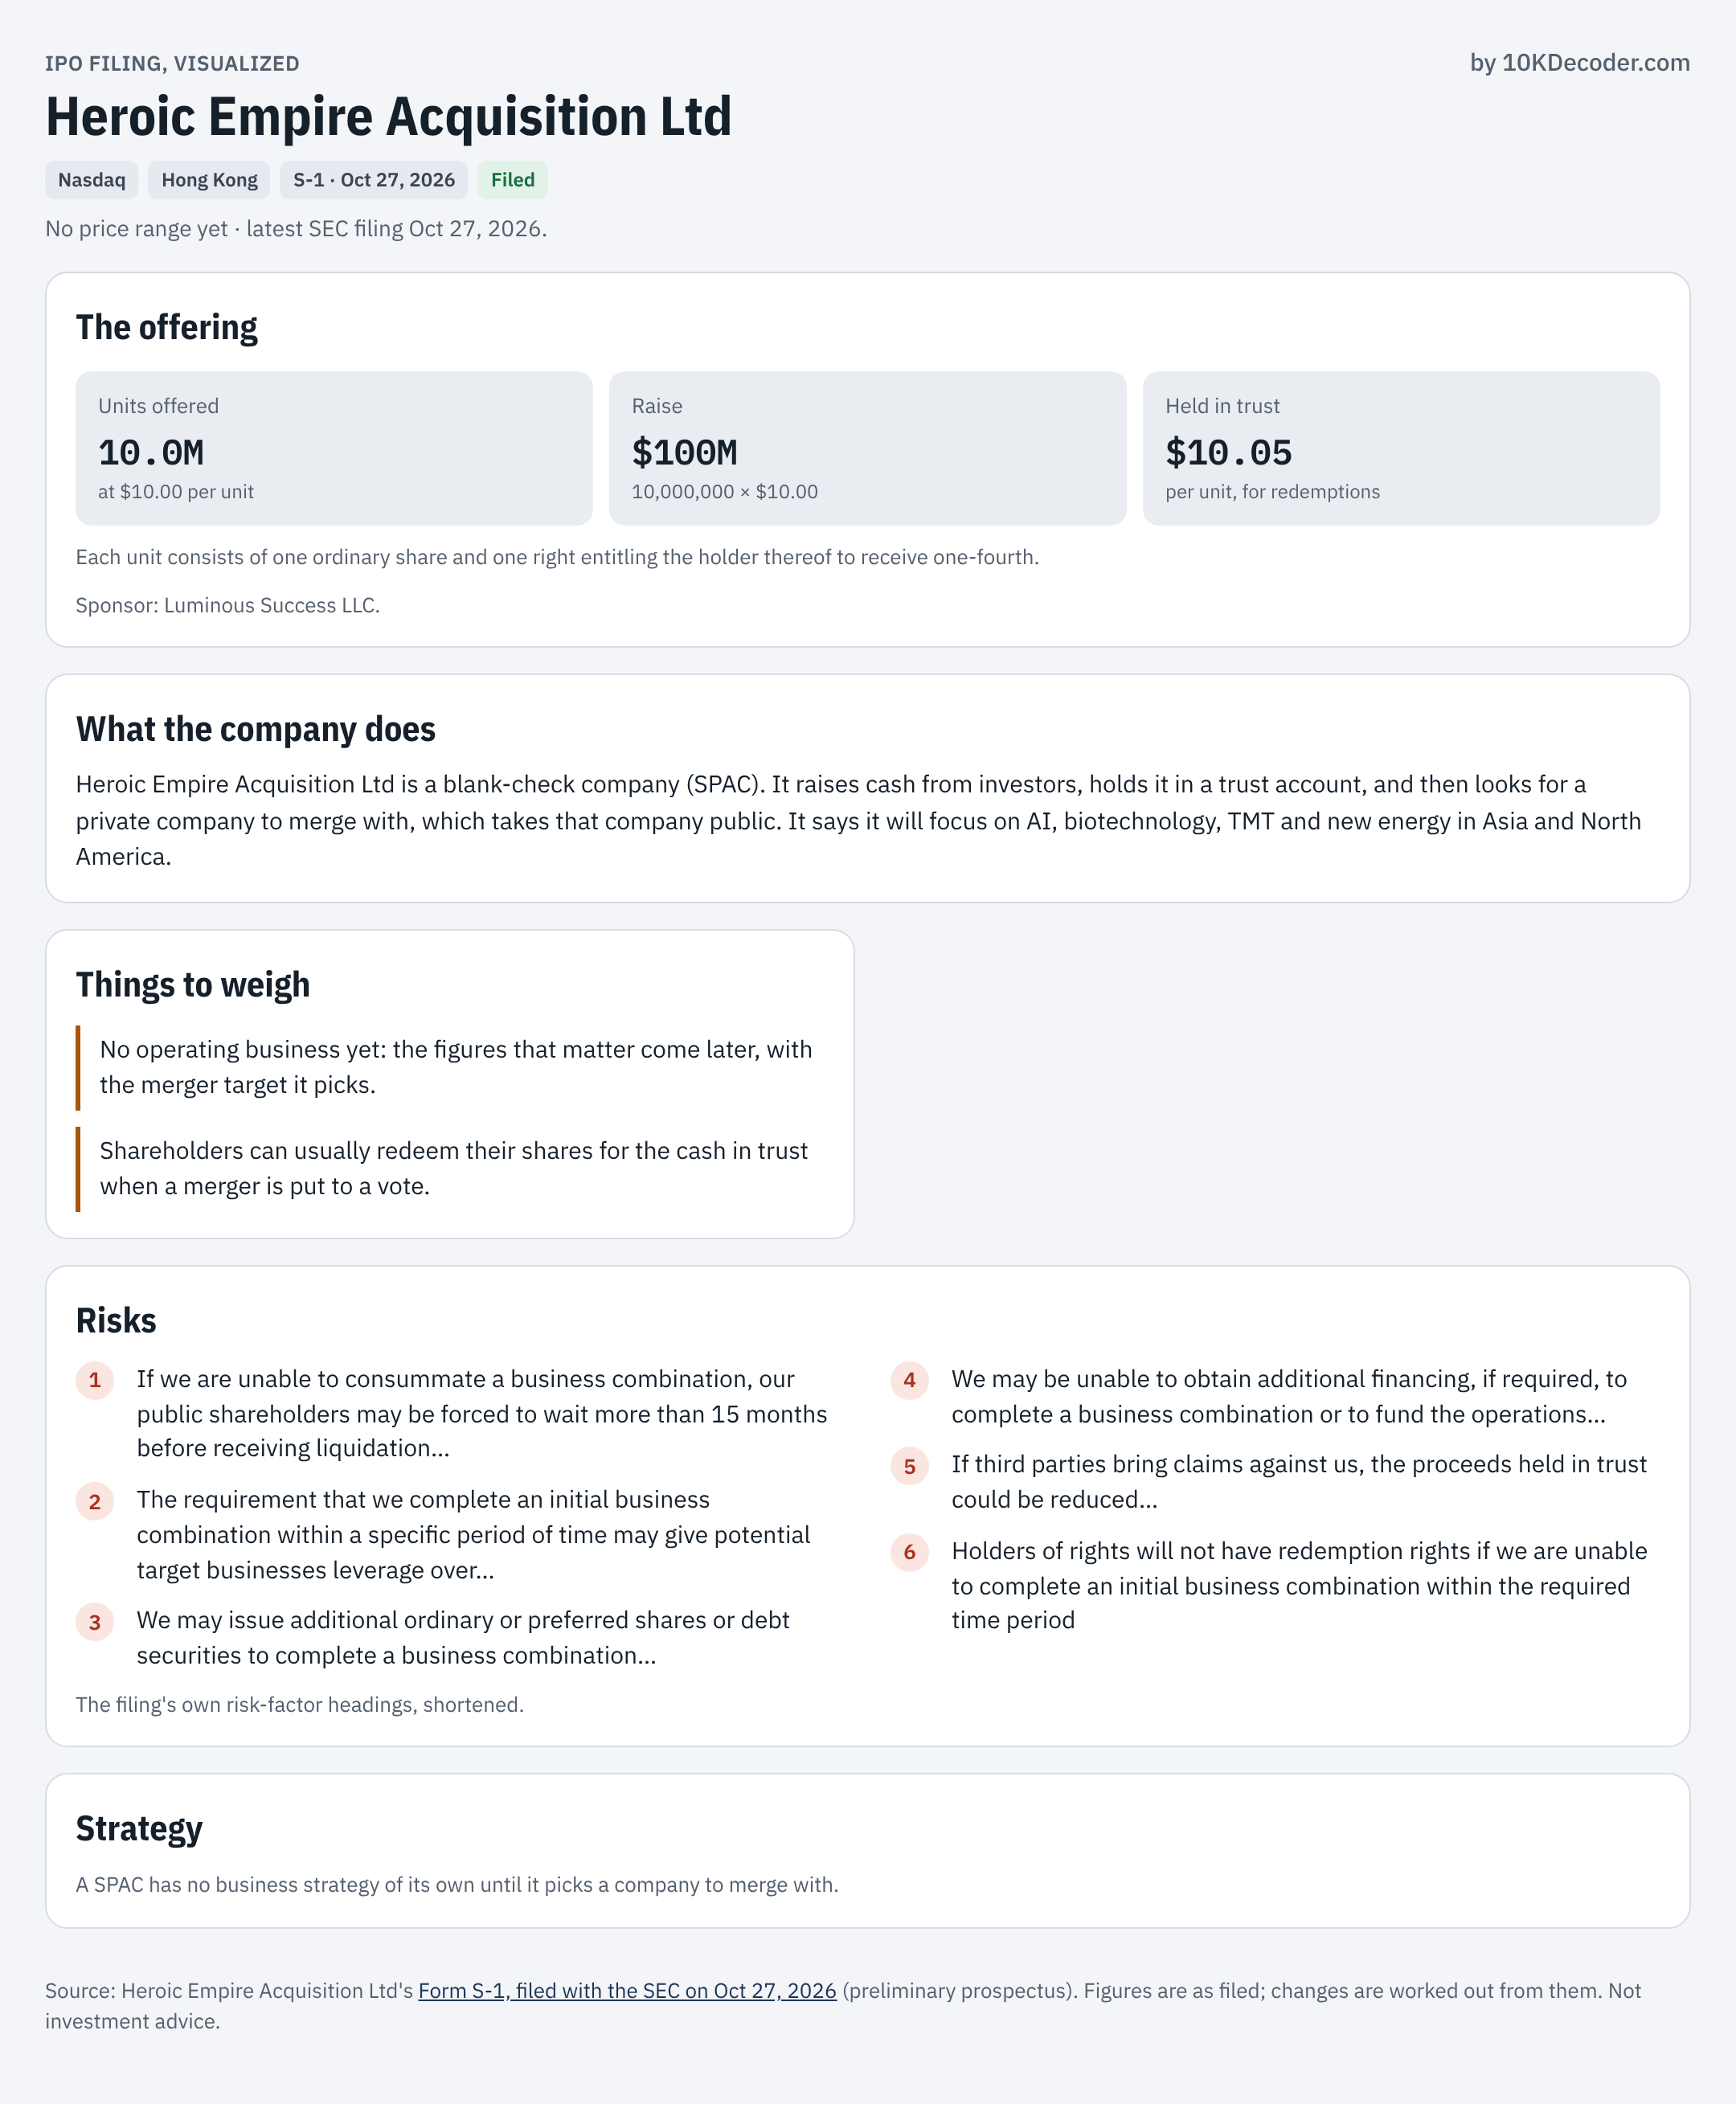 IPO FILING, VISUALIZED
by 10KDecoder.com
Heroic Empire Acquisition Ltd
Nasdaq
Hong Kong
S-1 · Oct 27, 2026
Filed
No price range yet · latest SEC filing Oct 27, 2026.
The offering
Units offered
10.0M
at $10.00 per unit
Raise
$100M
10,000,000 × $10.00
Held in trust
$10.05
per unit, for redemptions
Each unit consists of one ordinary share and one right entitling the holder thereof to receive one-fourth.
Sponsor: Luminous Success LLC.
What the company does
Heroic Empire Acquisition Ltd is a blank-check company (SPAC). It raises cash from investors, holds it in a trust account, and then looks for a
private company to merge with, which takes that company public. It says it will focus on AI, biotechnology, TMT and new energy in Asia and North
America.
Things to weigh
No operating business yet: the figures that matter come later, with
the merger target it picks.
Shareholders can usually redeem their shares for the cash in trust
when a merger is put to a vote.
Risks
1
If we are unable to consummate a business combination, our
public shareholders may be forced to wait more than 15 months
before receiving liquidation...
2
The requirement that we complete an initial business
combination within a specific period of time may give potential
target businesses leverage over...
3
We may issue additional ordinary or preferred shares or debt
securities to complete a business combination...
4
We may be unable to obtain additional financing, if required, to
complete a business combination or to fund the operations...
5
If third parties bring claims against us, the proceeds held in trust
could be reduced...
6
Holders of rights will not have redemption rights if we are unable
to complete an initial business combination within the required
time period
The filing's own risk-factor headings, shortened.
Strategy
A SPAC has no business strategy of its own until it picks a company to merge with.
Source: Heroic Empire Acquisition Ltd's Form S-1, filed with the SEC on Oct 27, 2026 (preliminary prospectus). Figures are as filed; changes are worked out from them. Not
investment advice.